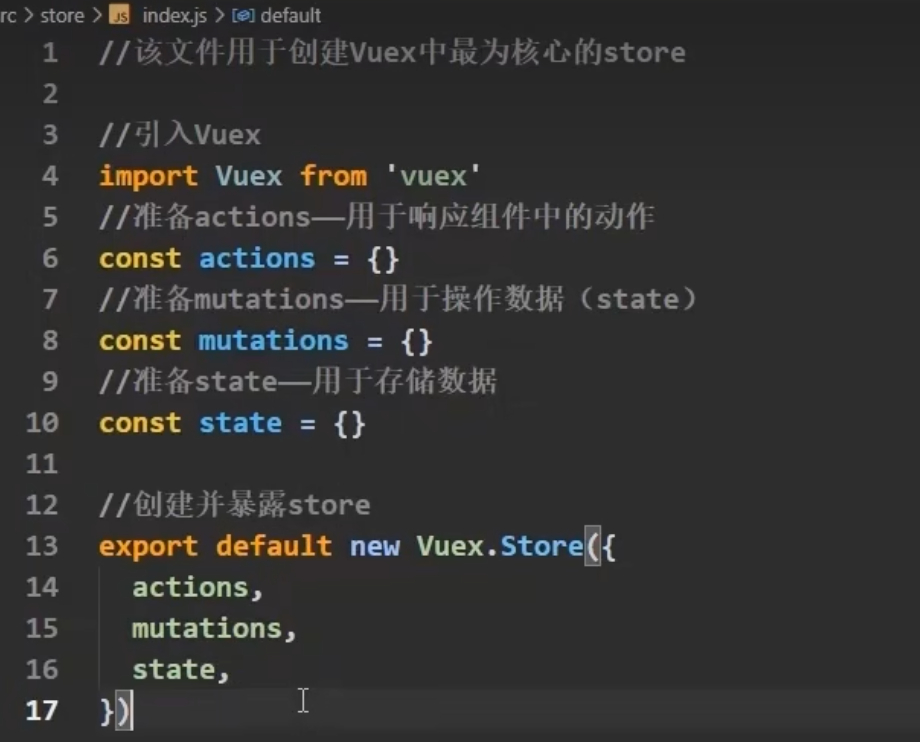 rc > store > JS index.js > default
1 //该文件用于创建Vuex中最为核心的store
2
3 //引入Vuex
4 import Vuex from 'vuex'
5 //准备actions——用于响应组件中的动作
6 const actions = {}
7 //准备mutations——用于操作数据（state）
8 const mutations = {}
9 //准备state——用于存储数据
10 const state = {}
11
12 //创建并暴露store
13 export default new Vuex.Store({
14 actions,
15 mutations,
16 state,
17 })